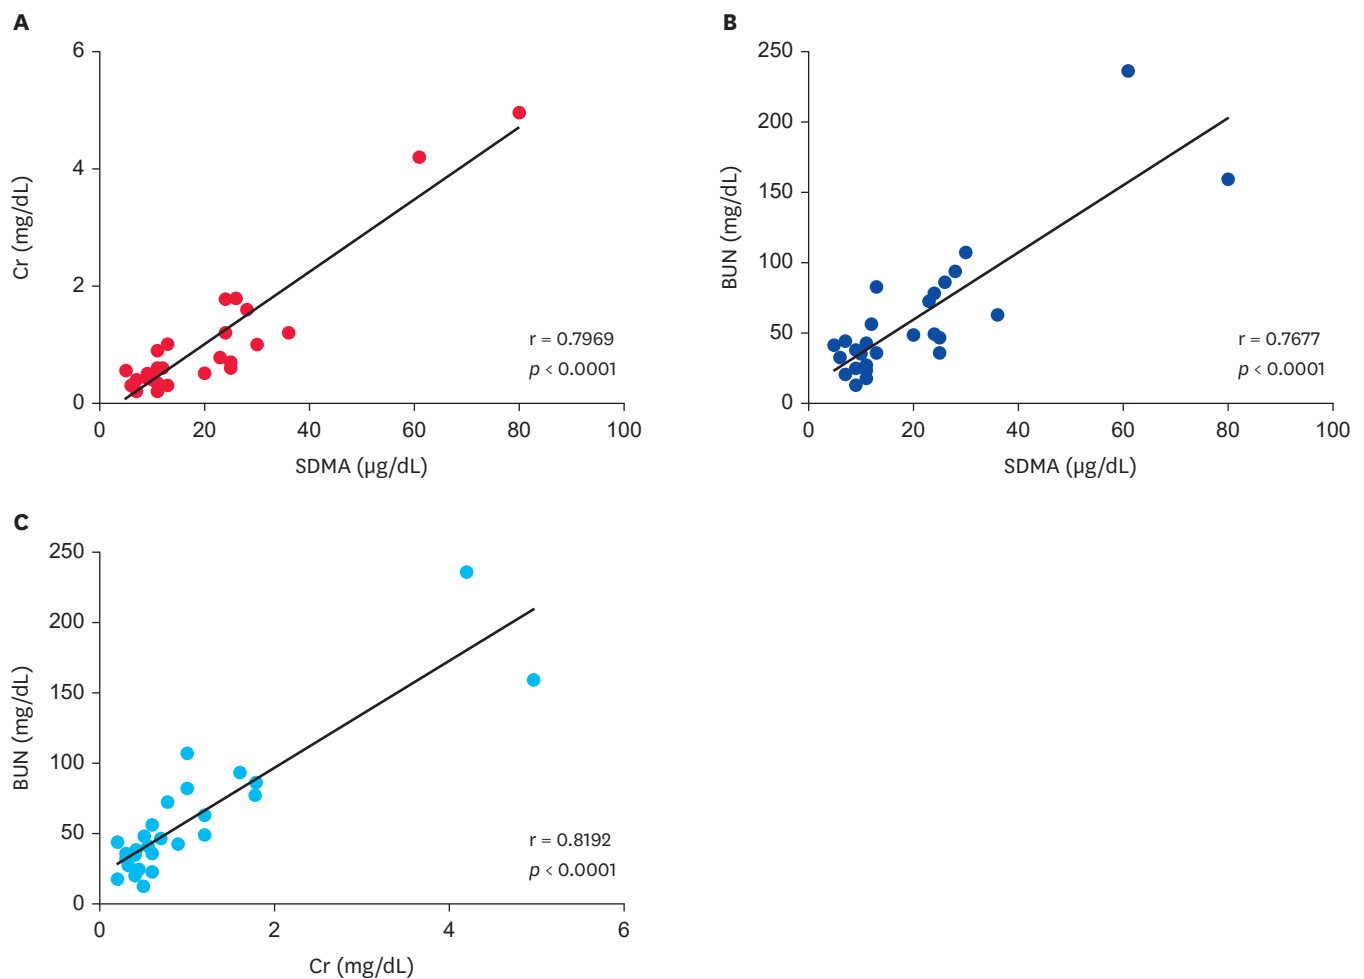 A
6
4
2
0
Cr (mg/dL)
0 20 40 60 80 100
SDMA (µg/dL)
r = 0.7969
p < 0.0001
B
250
200
150
100
50
0
BUN (mg/dL)
0 20 40 60 80 100
SDMA (µg/dL)
r = 0.7677
p < 0.0001
C
250
200
150
100
50
0
BUN (mg/dL)
0 2 4 6
Cr (mg/dL)
r = 0.8192
p < 0.0001